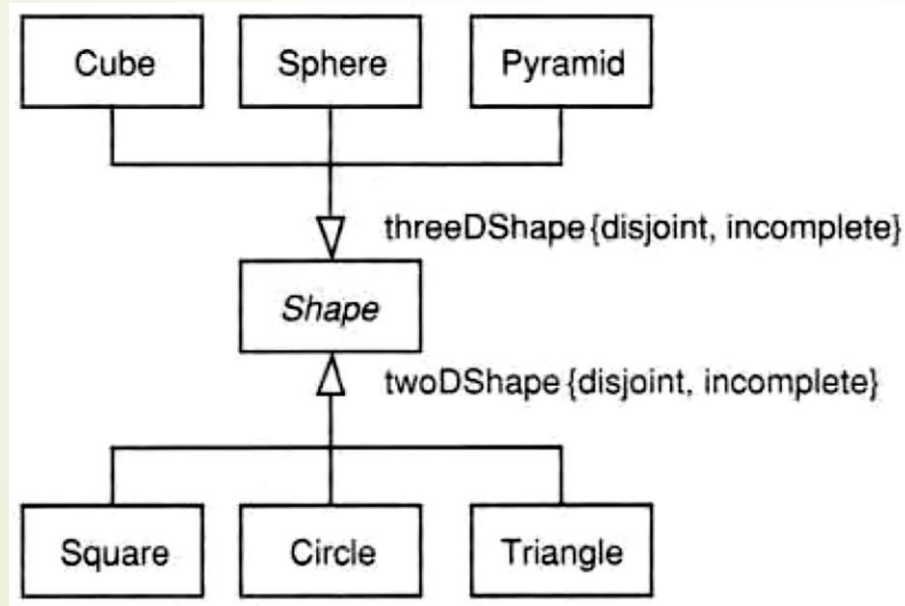 Cube Sphere Pyramid
threeDShape {disjoint, incomplete}
Shape
twoDShape {disjoint, incomplete}
Square Circle Triangle